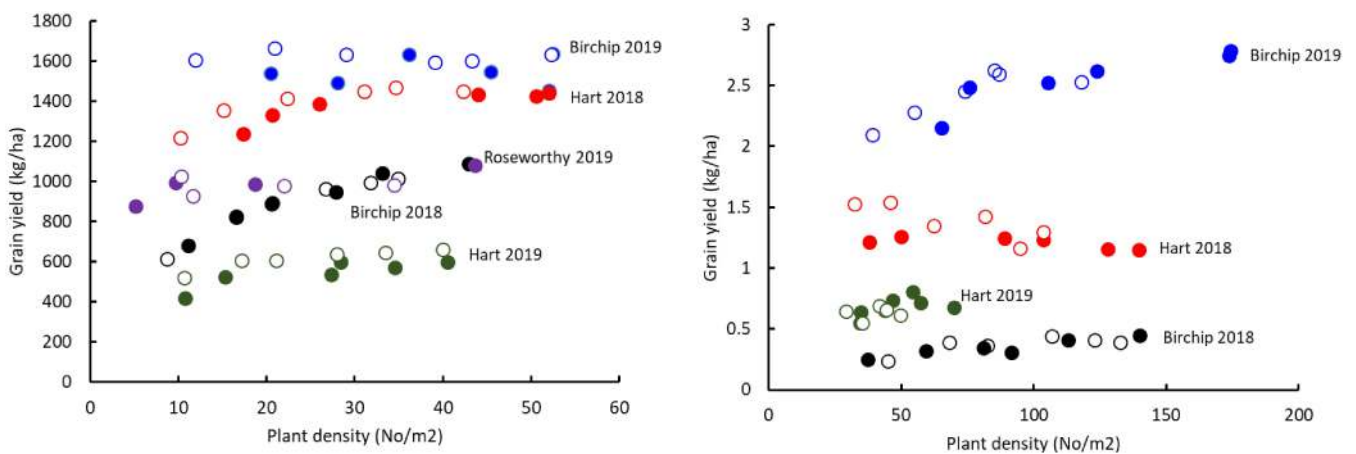 1800
1600
1400
1200
1000
800
600
400
200
0
Grain yield (kg/ha)
Birchip 2019
Hart 2018
Roseworthy 2019
Birchip 2018
Hart 2019
0 10 20 30 40 50 60
Plant density (No/m2)
3
2.5
2
1.5
1
0.5
0
Grain yield (kg/ha)
Birchip 2019
Hart 2018
Hart 2019
Birchip 2018
0 50 100 150 200
Plant density (No/m2)